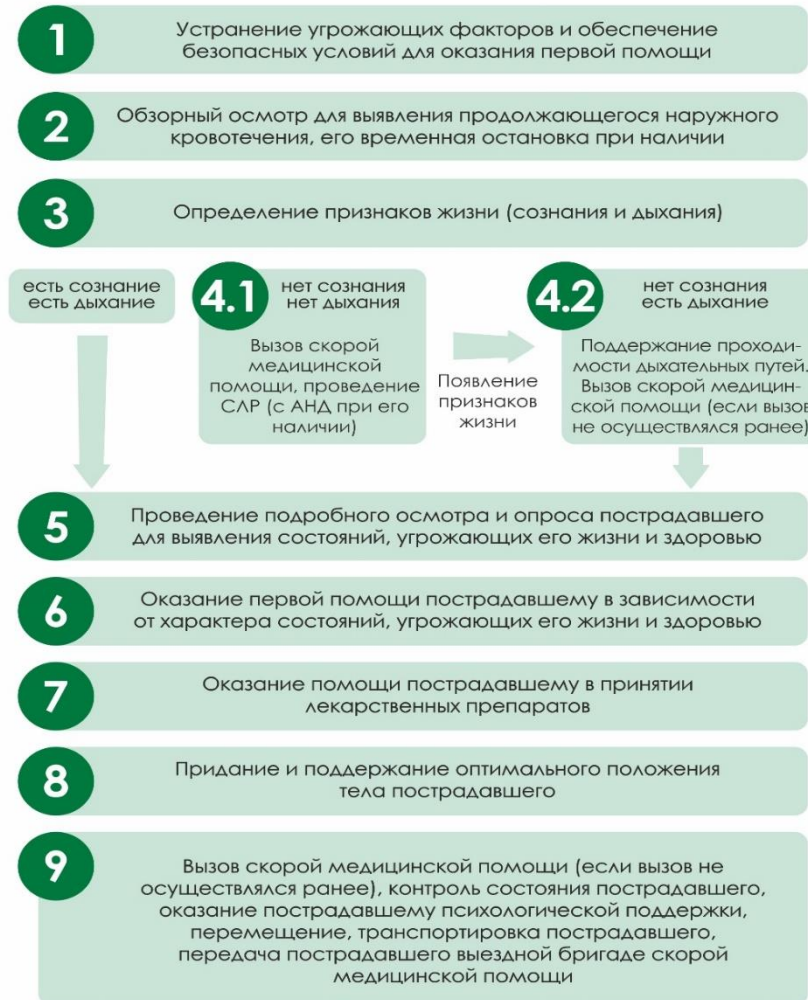 1
Устранение угрожающих факторов и обеспечение
безопасных условий для оказания первой помощи
2
Обзорный осмотр для выявления продолжающегося наружного
кровотечения, его временная остановка при наличии
3
Определение признаков жизни (сознания и дыхания)
есть сознание
есть дыхание
4.1
нет сознания
нет дыхания
Вызов скорой
медицинской
помощи, проведение
СЛР (с АНД при его
наличии)
Появление
признаков
жизни
4.2
нет сознания
есть дыхание
Поддержание проходи-
мости дыхательных путей.
Вызов скорой медицин-
ской помощи (если вызов
не осуществлялся ранее)
5
Проведение подробного осмотра и опроса пострадавшего
для выявления состояний, угрожающих его жизни и здоровью
6
Оказание первой помощи пострадавшему в зависимости
от характера состояний, угрожающих его жизни и здоровью
7
Оказание помощи пострадавшему в принятии
лекарственных препаратов
8
Придание и поддержание оптимального положения
тела пострадавшего
9
Вызов скорой медицинской помощи (если вызов не
осуществлялся ранее), контроль состояния пострадавшего,
оказание пострадавшему психологической поддержки,
перемещение, транспортировка пострадавшего,
передача пострадавшего выездной бригаде скорой
медицинской помощи